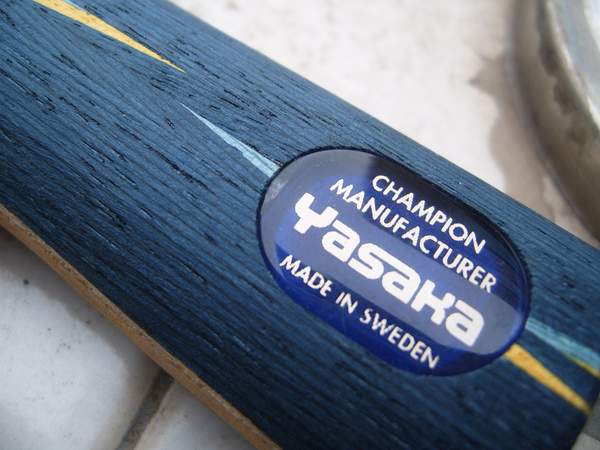 CHAMPION
MANUFACTURER
Yasaka
MADE IN SWEDEN